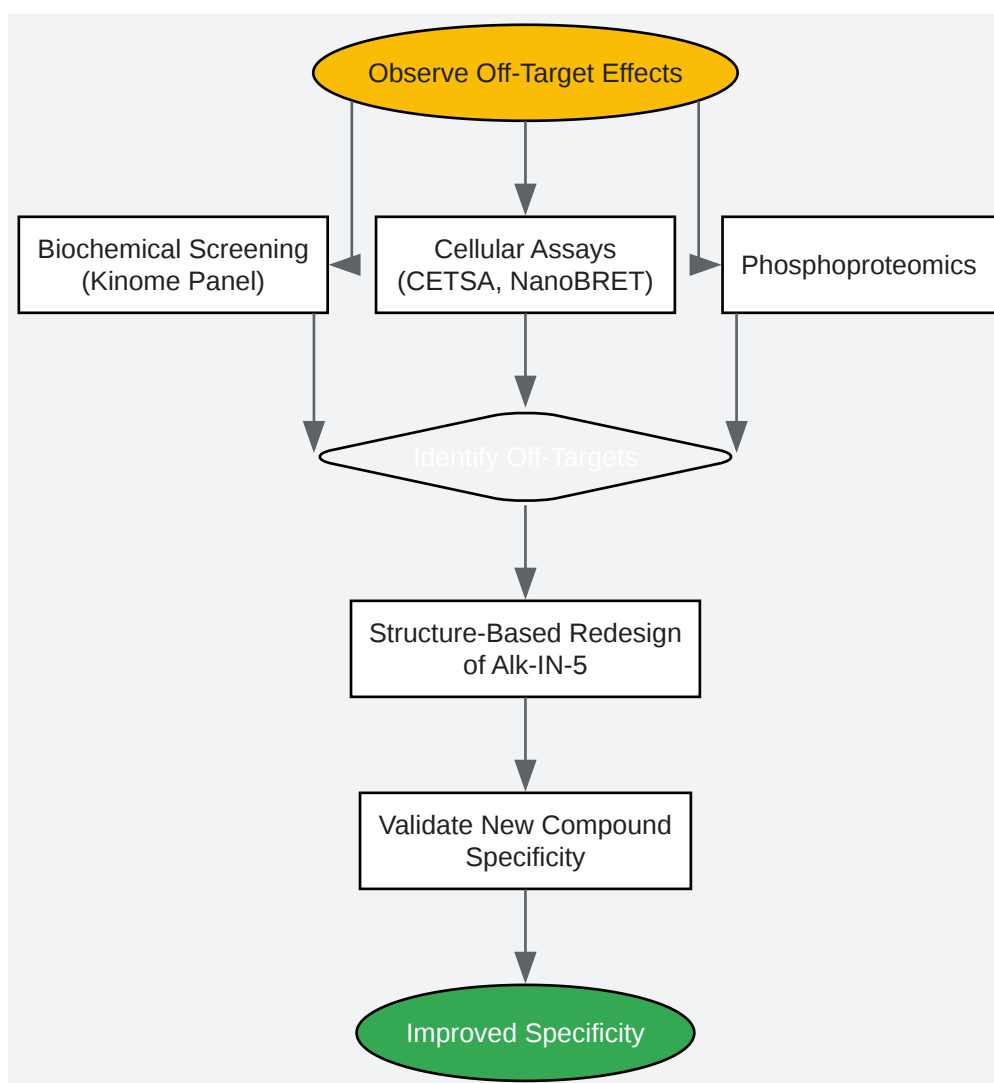 Observe Off-Target Effects
Biochemical Screening
(Kinome Panel)
Cellular Assays
(CETSA, NanoBRET)
Phosphoproteomics
Identify Off-Targets
Structure-Based Redesign
of Alk-IN-5
Validate New Compound
Specificity
Improved Specificity